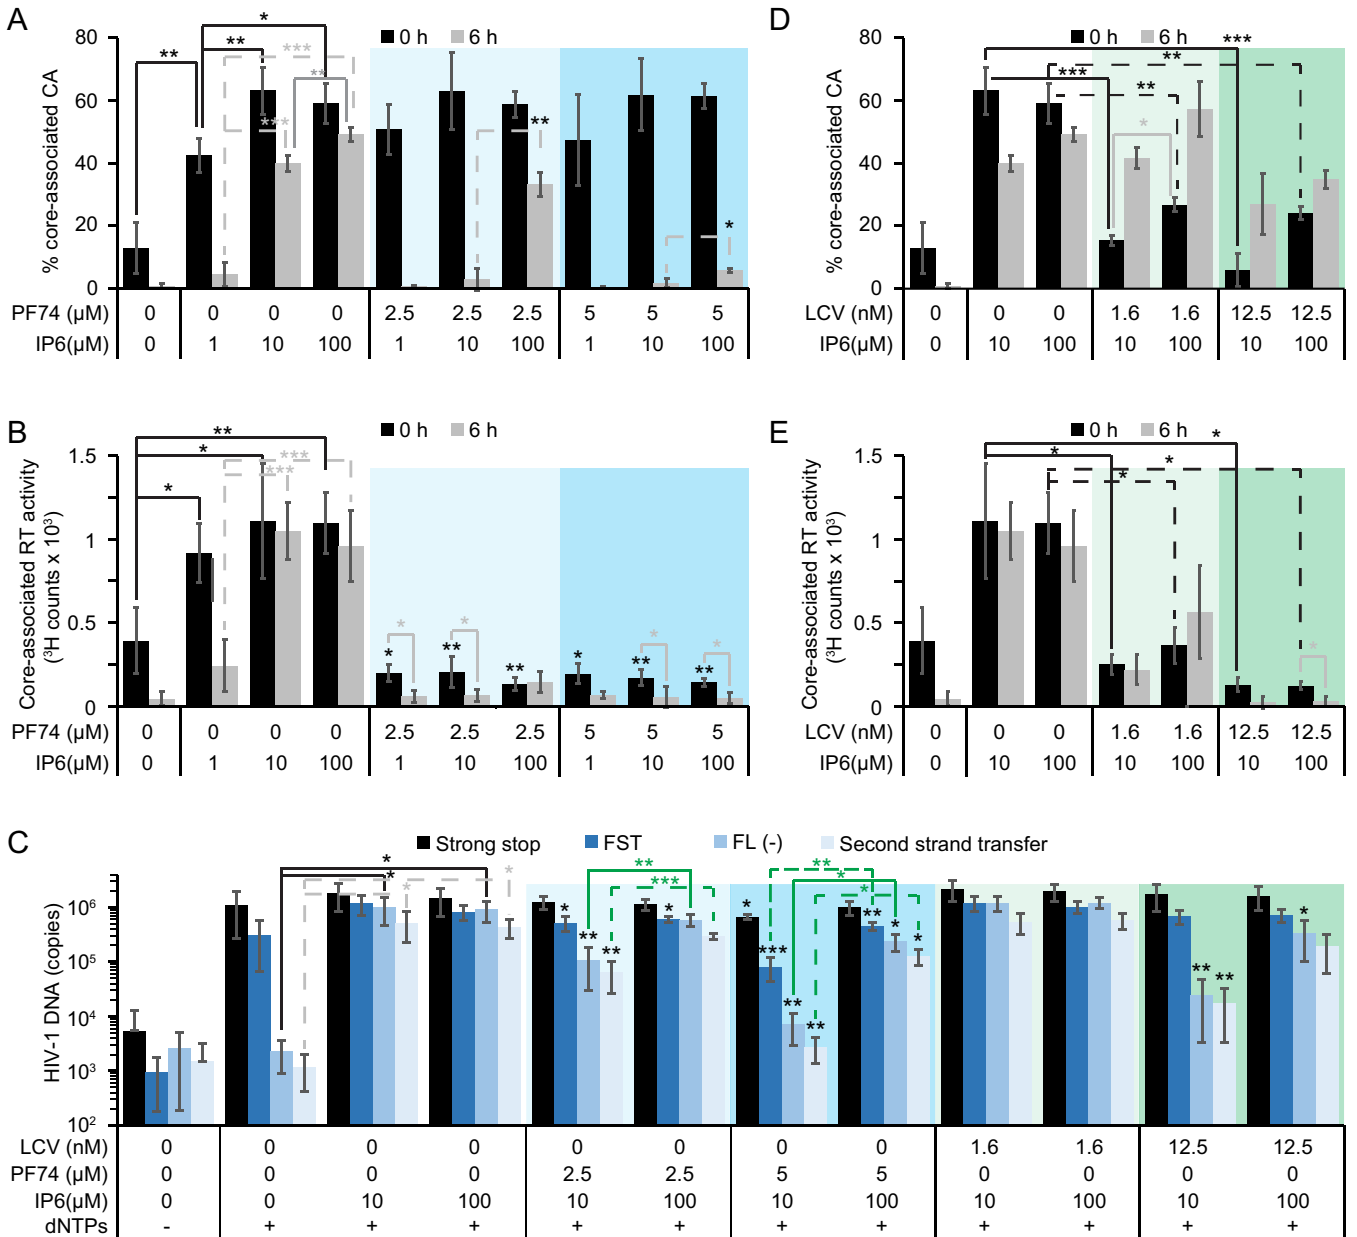 A
0 h
6 h
% core-associated CA
80
60
40
20
0
** ** * *** *** ** ** *
PF74 (µM) 0 0 0 0 2.5 2.5 2.5 5 5 5
IP6(µM) 0 1 10 100 1 10 100 1 10 100
D
0 h
6 h
% core-associated CA
80
60
40
20
0
*** *** ** ** *
LCV (nM) 0 0 0 1.6 1.6 12.5 12.5
IP6(µM) 0 10 100 10 100 10 100
B
0 h
6 h
Core-associated RT activity
(³H counts x 10³)
1.5
1
0.5
0
* * ** *** *** * * * * * ** ** * ** **
PF74 (µM) 0 0 0 0 2.5 2.5 2.5 5 5 5
IP6(µM) 0 1 10 100 1 10 100 1 10 100
E
0 h
6 h
Core-associated RT activity
(³H counts x 10³)
1.5
1
0.5
0
* * * * *
LCV (nM) 0 0 0 1.6 1.6 12.5 12.5
IP6(µM) 0 10 100 10 100 10 100
C
Strong stop FST FL (-) Second strand transfer
HIV-1 DNA (copies)
10⁶
10⁵
10⁴
10³
10²
* * * * ** *** * ** ** * ** * * * *** ** ** ** * * ** ** *
LCV (nM) 0 0 0 0 0 0 0 0 1.6 1.6 12.5 12.5
PF74 (µM) 0 0 0 0 2.5 2.5 5 5 0 0 0 0
IP6(µM) 0 0 10 100 10 100 10 100 10 100 10 100
dNTPs - + + + + + + + + + + +